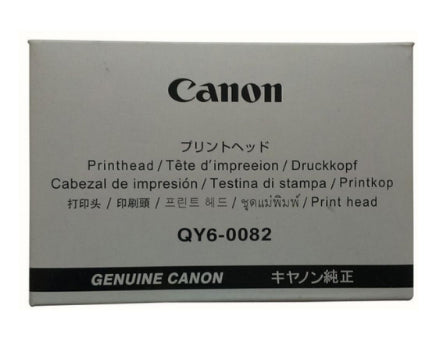 Canon
プリントヘッド
Printhead / Tête d'impreeion / Druckkopf
Cabezal de impresión / Testina di stampa / Printkop
打印头 / 印刷頭 / 프린트 헤드 / ชุดแม่พิมพ์ / Print head
QY6-0082
GENUINE CANON キヤノン純正